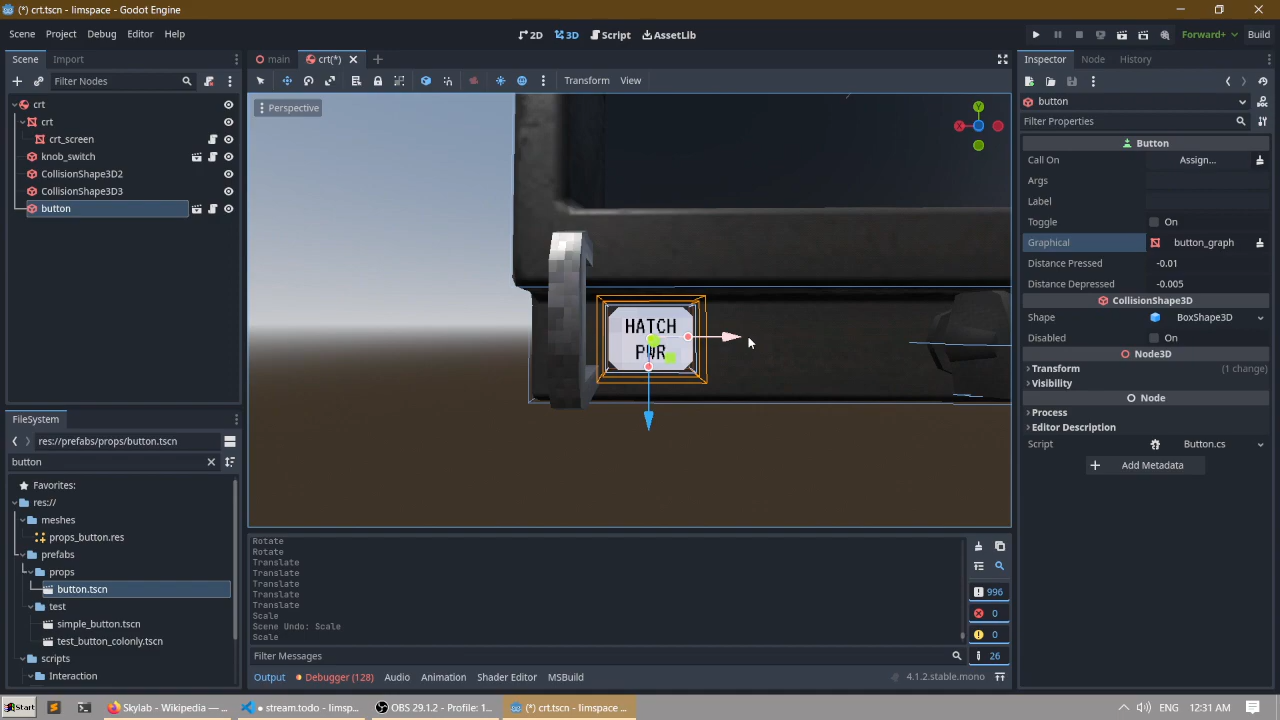 (*) crt.tscn - limspace - Godot Engine
Scene Project Debug Editor Help
2D 3D Script AssetLib
Forward+ Build
Scene Import
main crt(*)
Inspector Node History
Filter Nodes
Transform View
button
Filter Properties
Perspective
Y
X
crt
crt
crt_screen
knob_switch
CollisionShape3D2
CollisionShape3D3
button
Button
Call On Assign...
Args
Label
Toggle On
Graphical button_graph
Distance Pressed -0.01
Distance Depressed -0.005
CollisionShape3D
Shape BoxShape3D
Disabled On
Node3D
Transform (1 change)
Visibility
Node
Process
Editor Description
Script Button.cs
Add Metadata
HATCH
PWR
FileSystem
res://prefabs/props/button.tscn
button
Favorites:
res://
meshes
props_button.res
prefabs
props
button.tscn
test
simple_button.tscn
test_button_colonly.tscn
scripts
Interaction
Rotate
Rotate
Translate
Translate
Translate
Translate
Translate
Scale
Scene Undo: Scale
Scale
996
0
0
26
Filter Messages
Output Debugger (128) Audio Animation Shader Editor MSBuild
4.1.2.stable.mono
Start
Skylab - Wikipedia — ...
• stream.todo - limsp...
OBS 29.1.2 - Profile: 1...
(*) crt.tscn - limspace ...
12:31 AM